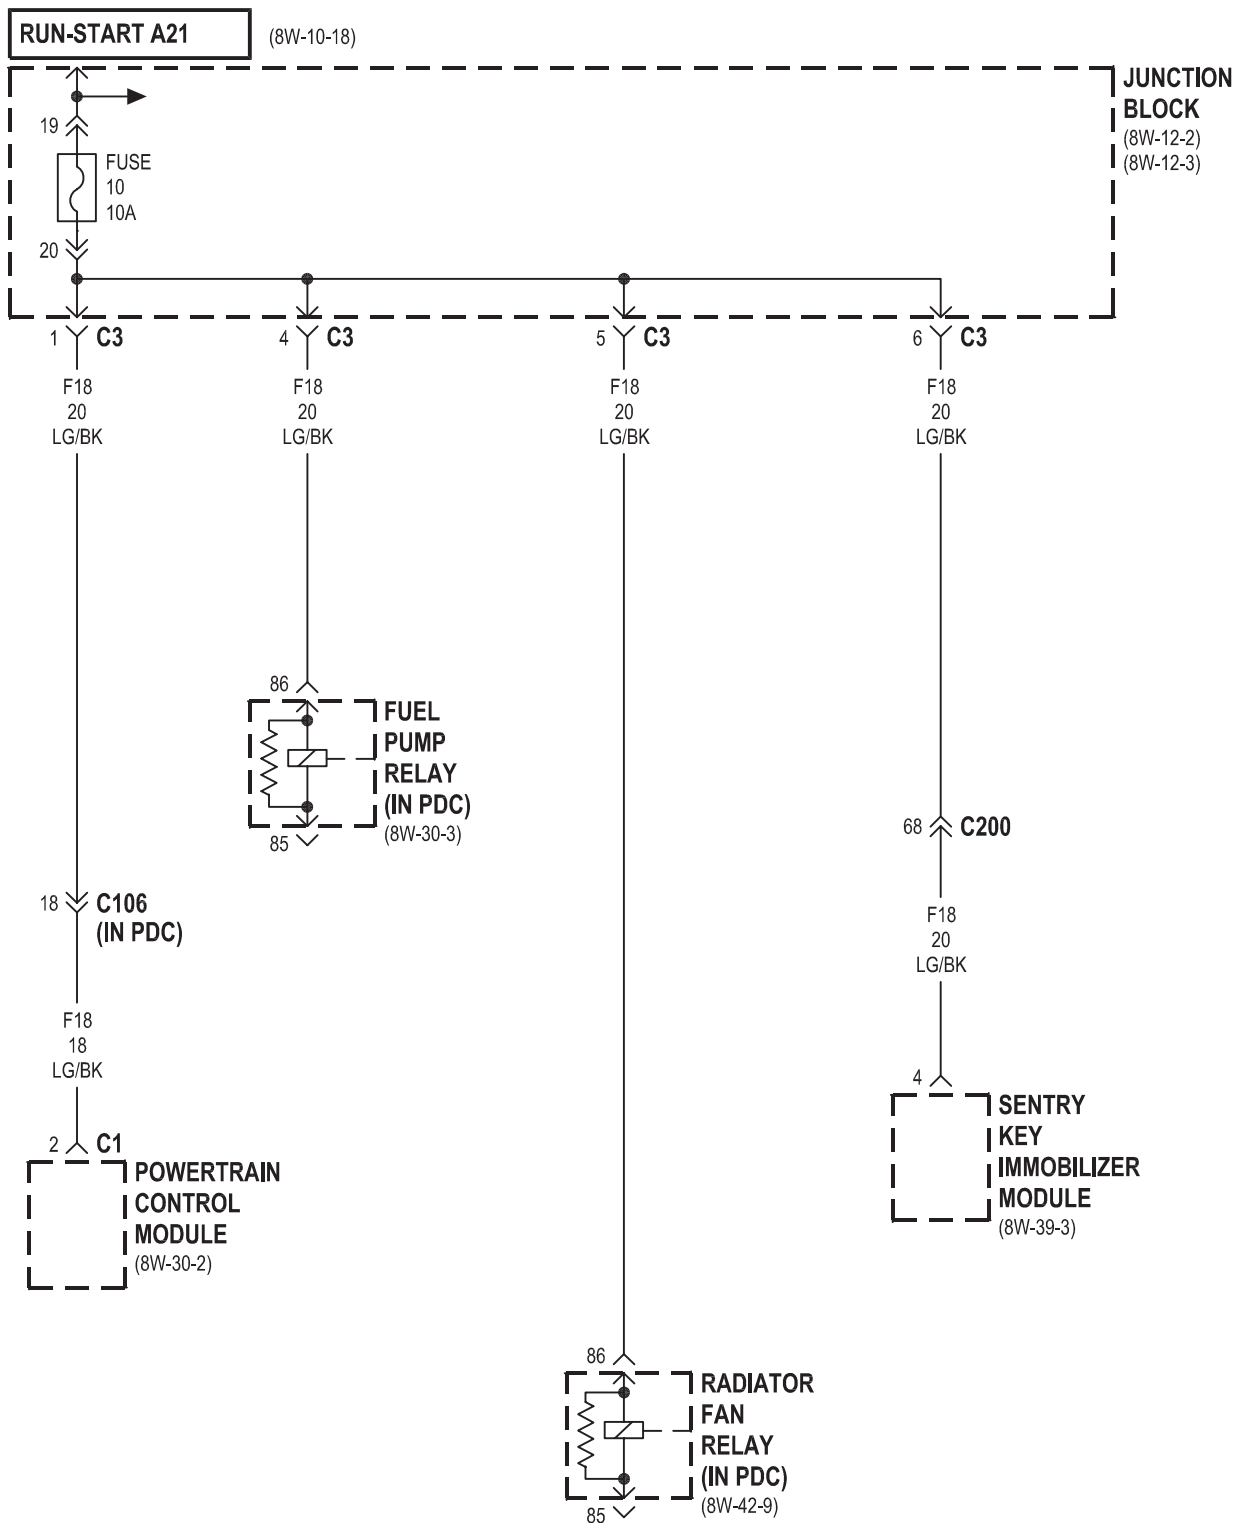 RUN-START A21
(8W-10-18)
JUNCTION
BLOCK
(8W-12-2)
(8W-12-3)
19
FUSE
10
10A
20
1 C3
4 C3
5 C3
6 C3
F18
20
LG/BK
F18
20
LG/BK
F18
20
LG/BK
F18
20
LG/BK
86
FUEL
PUMP
RELAY
(IN PDC)
(8W-30-3)
85
68 C200
18 C106
(IN PDC)
F18
20
LG/BK
F18
18
LG/BK
4
SENTRY
KEY
IMMOBILIZER
MODULE
(8W-39-3)
2 C1
POWERTRAIN
CONTROL
MODULE
(8W-30-2)
86
RADIATOR
FAN
RELAY
(IN PDC)
(8W-42-9)
85